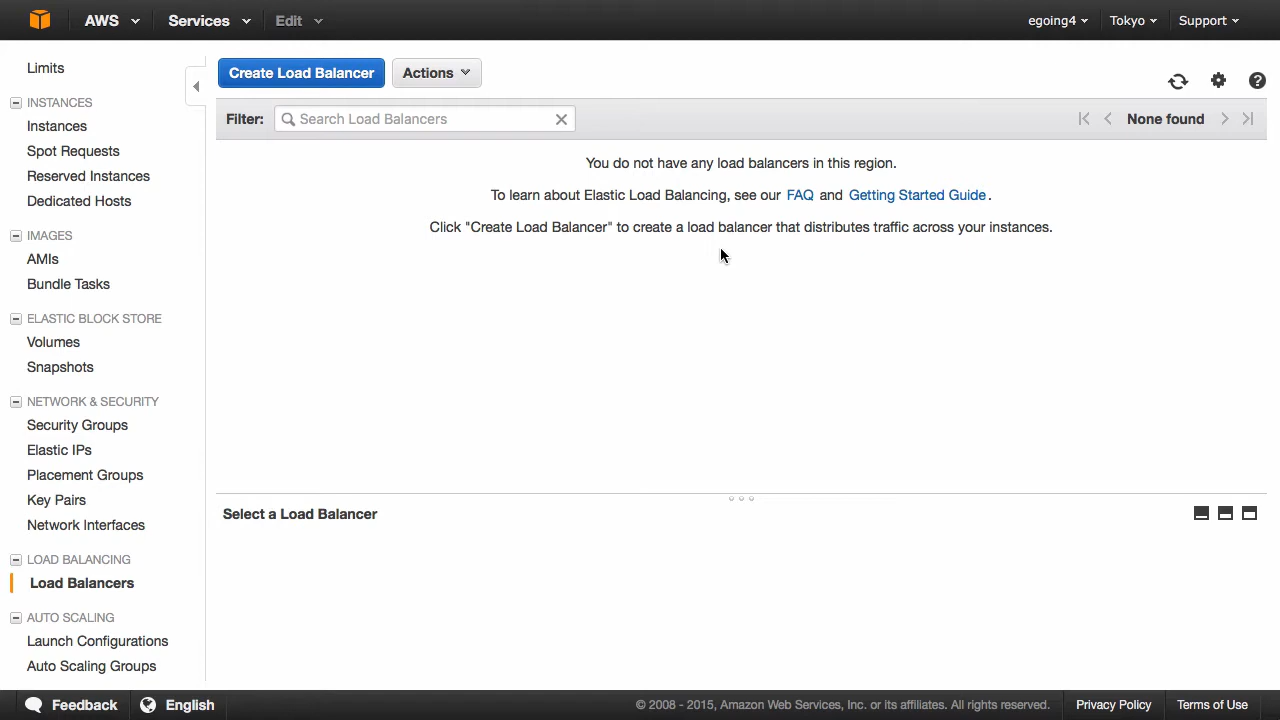 AWS Services Edit egoing4 Tokyo Support
Limits
INSTANCES
Instances
Spot Requests
Reserved Instances
Dedicated Hosts
IMAGES
AMIs
Bundle Tasks
ELASTIC BLOCK STORE
Volumes
Snapshots
NETWORK & SECURITY
Security Groups
Elastic IPs
Placement Groups
Key Pairs
Network Interfaces
LOAD BALANCING
Load Balancers
AUTO SCALING
Launch Configurations
Auto Scaling Groups
Create Load Balancer Actions
Filter: Search Load Balancers None found
You do not have any load balancers in this region.
To learn about Elastic Load Balancing, see our FAQ and Getting Started Guide.
Click "Create Load Balancer" to create a load balancer that distributes traffic across your instances.
Select a Load Balancer
Feedback English © 2008 - 2015, Amazon Web Services, Inc. or its affiliates. All rights reserved. Privacy Policy Terms of Use